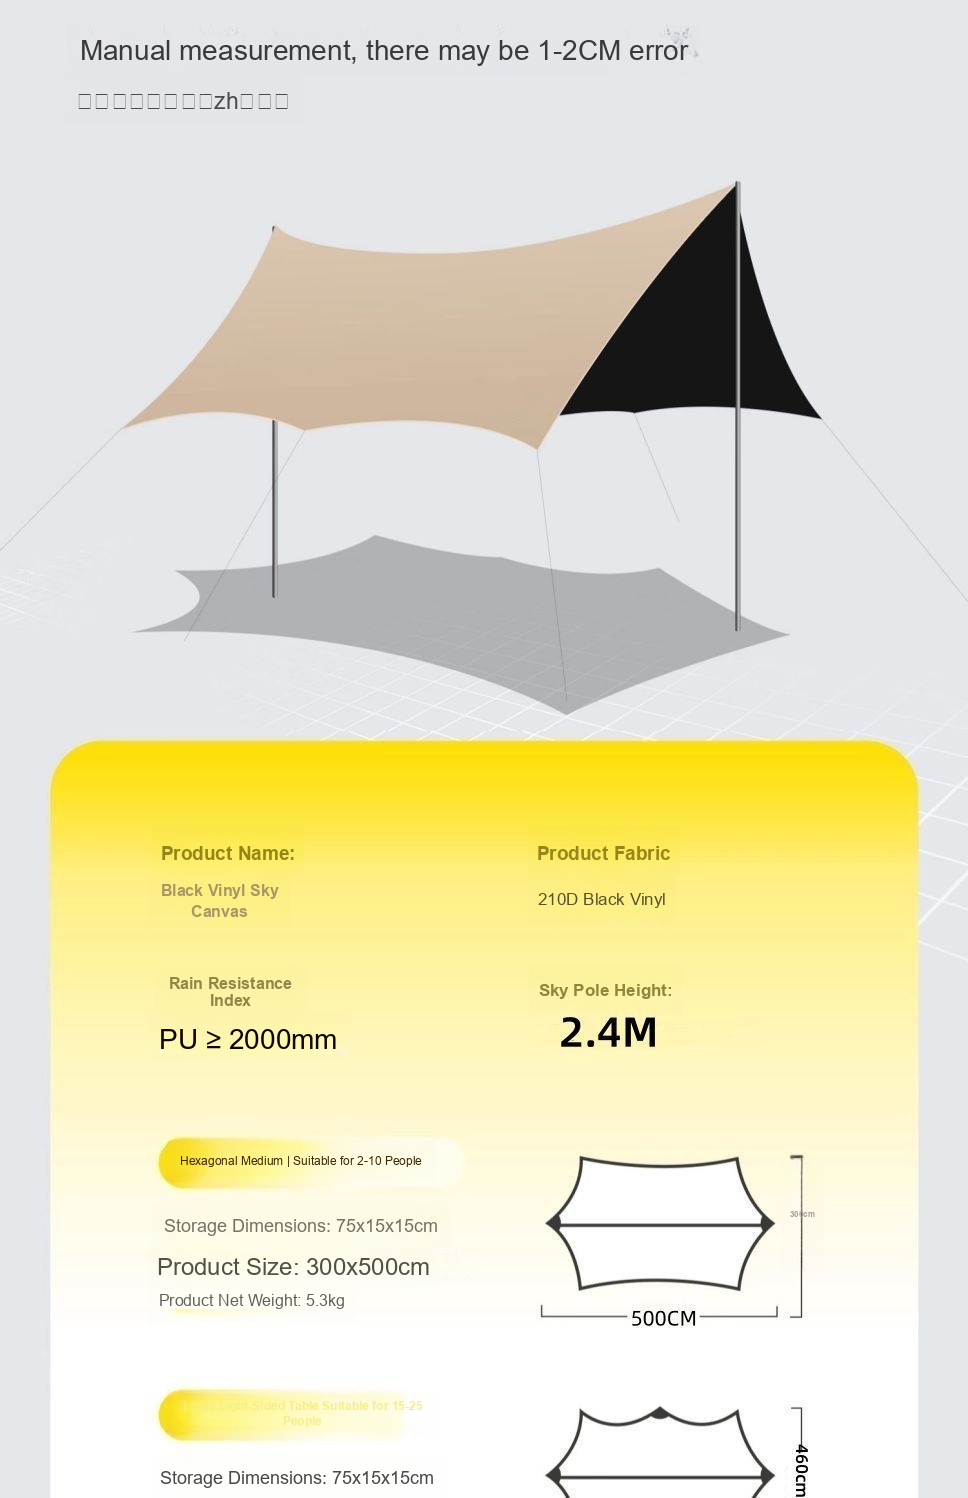 Manual measurement, there may be 1-2CM error
zh
Product Name:
Product Fabric
Black Vinyl Sky
Canvas
210D Black Vinyl
Rain Resistance
Index
Sky Pole Height:
PU ≥ 2000mm
2.4M
Hexagonal Medium | Suitable for 2-10 People
Storage Dimensions: 75x15x15cm
Product Size: 300x500cm
Product Net Weight: 5.3kg
300cm
500CM
Eight-Sided Table Suitable for 15-25
People
Storage Dimensions: 75x15x15cm
460cm